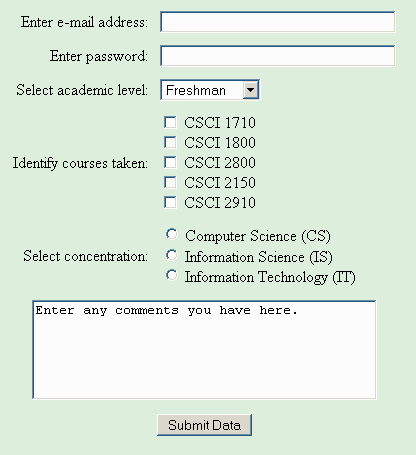 Enter e-mail address:
Enter password:
Select academic level: Freshman
CSCI 1710
CSCI 1800
Identify courses taken: CSCI 2800
CSCI 2150
CSCI 2910
Computer Science (CS)
Select concentration: Information Science (IS)
Information Technology (IT)
Enter any comments you have here.
Submit Data